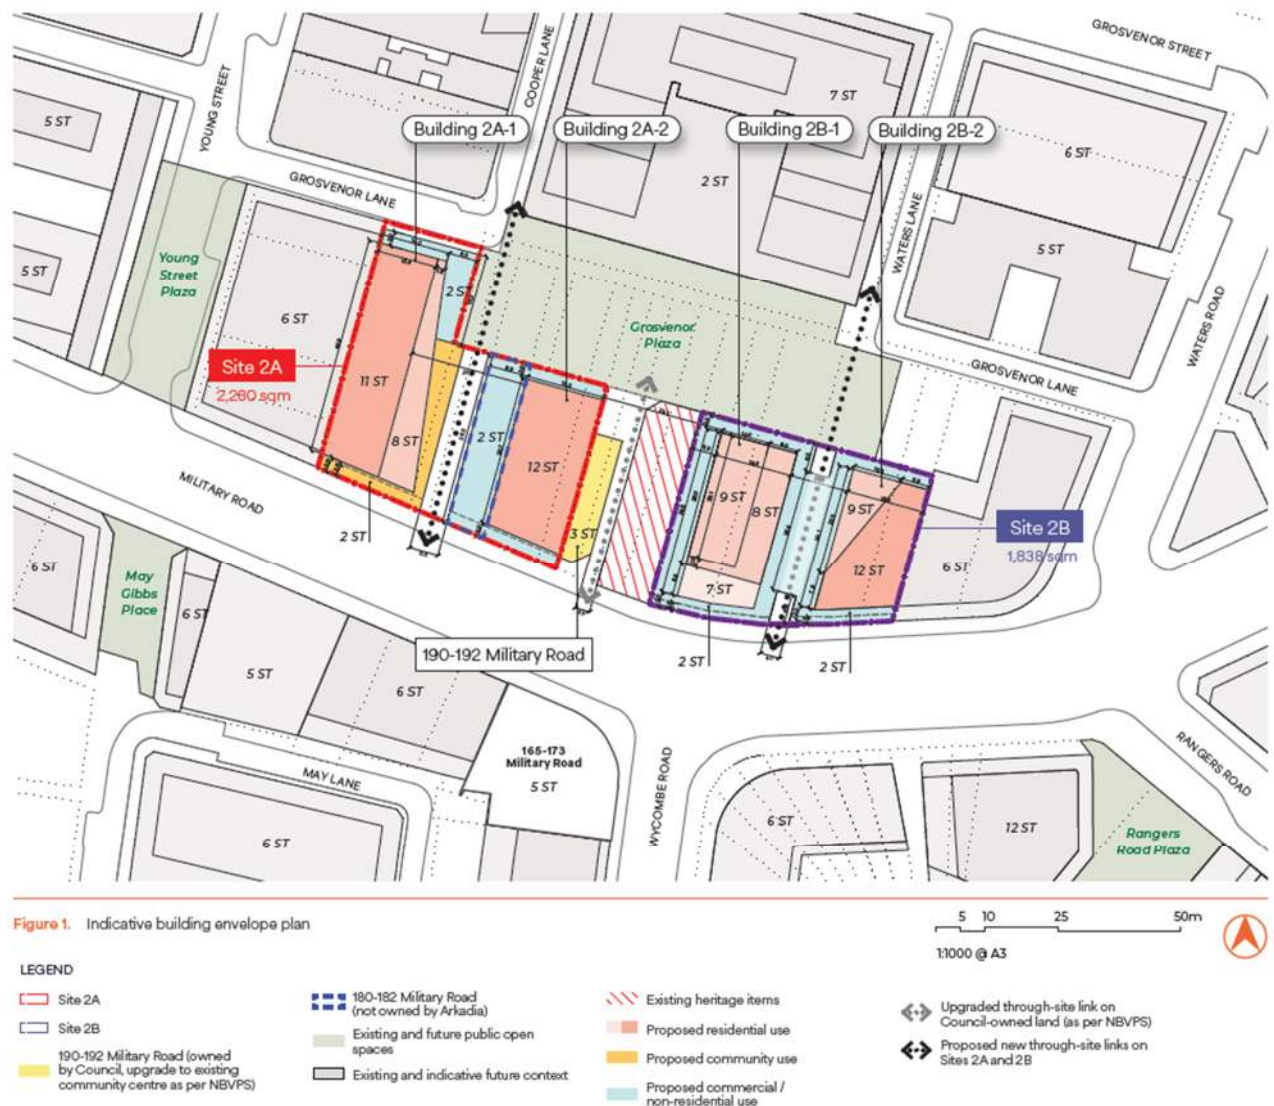 GROSVENOR STREET
COOPER LANE
YOUNG STREET
7 ST
5 ST
Building 2A-1
Building 2A-2
Building 2B-1
Building 2B-2
6 ST
GROSVENOR LANE
2 ST
WATERS LANE
5 ST
5 ST
Young
Street
Plaza
2 ST
WATERS ROAD
6 ST
Grosvenor
Plaza
Site 2A
2,260 sqm
GROSVENOR LANE
11 ST
8 ST
2 ST
12 ST
MILITARY ROAD
9 ST
8 ST
9 ST
2 ST
3 ST
Site 2B
1,838 sqm
6 ST
May
Gibbs
Place
6 ST
7 ST
12 ST
6 ST
190-192 Military Road
2 ST
2 ST
5 ST
6 ST
165-173
Military Road
5 ST
MAY LANE
WYCOMBE ROAD
RANGERS ROAD
6 ST
6 ST
12 ST
Rangers
Road Plaza
Figure 1. Indicative building envelope plan
5 10 25 50m
1:1000 @ A3
LEGEND
Site 2A
Site 2B
190-192 Military Road (owned
by Council, upgrade to existing
community centre as per NBVPS)
180-182 Military Road
(not owned by Arkadia)
Existing and future public open
spaces
Existing and indicative future context
Existing heritage items
Proposed residential use
Proposed community use
Proposed commercial /
non-residential use
Upgraded through-site link on
Council-owned land (as per NBVPS)
Proposed new through-site links on
Sites 2A and 2B